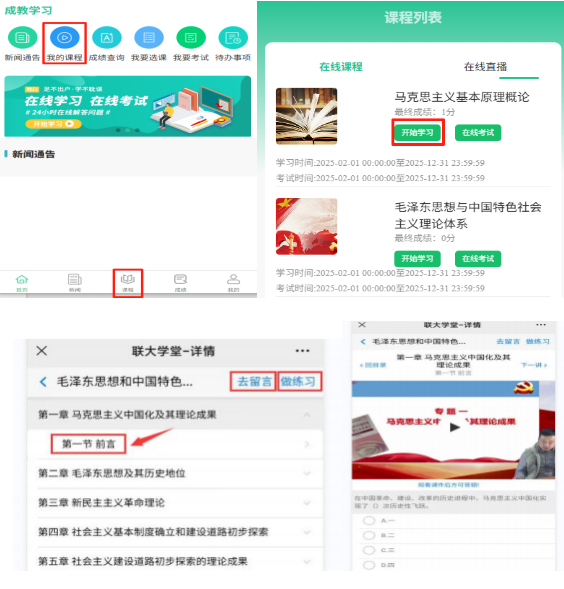 成教学习
新闻通告 我的课程 成绩查询 我要选课 我要考试 待办事项
足不出户·学不耽误
在线学习 在线考试
#24小时在线解答问题#
开始学习
新闻通告
首页 新闻 课程 成绩 我的
课程列表
在线课程 在线直播
马克思主义基本原理概论
最终成绩：1分
开始学习 在线考试
学习时间:2025-02-01 00:00:00至2025-12-31 23:59:59
考试时间:2025-02-01 00:00:00至2025-12-31 23:59:59
毛泽东思想与中国特色社会
主义理论体系
最终成绩：0分
开始学习 在线考试
学习时间:2025-02-01 00:00:00至2025-12-31 23:59:59
考试时间:2025-02-01 00:00:00至2025-12-31 23:59:59
联大学堂-详情
毛泽东思想和中国特色... 去留言 做练习
第一章 马克思主义中国化及其理论成果
第一节 前言
第二章 毛泽东思想及其历史地位
第三章 新民主主义革命理论
第四章 社会主义基本制度确立和建设道路初步探索
第五章 社会主义建设道路初步探索的理论成果
联大学堂-详情
毛泽东思想和中国特色... 去留言 做练习
<回目录 第一章 马克思主义中国化及其理论成果 下一讲>
第一节 前言
专题一
马克思主义中 其理论成果
观看课件后方可答题!
在中国革命、建设、改革的历史进程中，马克思主义中国化实
现了（）次历史性飞跃。
A.一
B.二
C.三
D.四